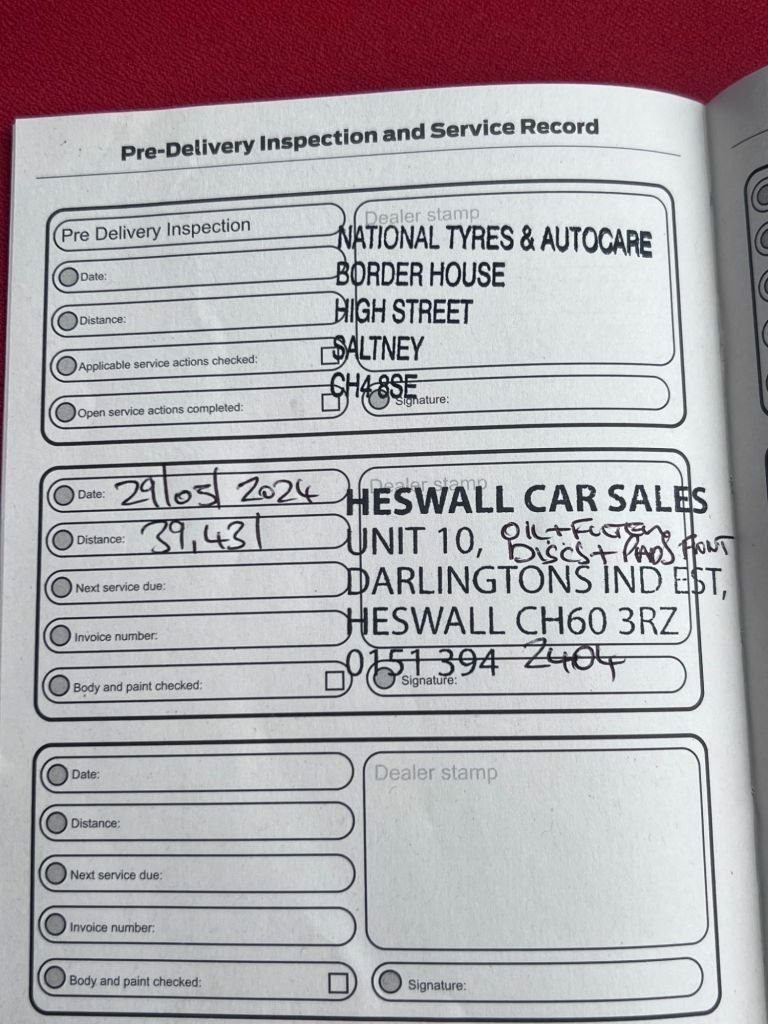 Pre-Delivery Inspection and Service Record
Pre Delivery Inspection
Date:
Distance:
Applicable service actions checked:
Open service actions completed:
Dealer stamp
NATIONAL TYRES & AUTOCARE
BORDER HOUSE
HIGH STREET
SALTNEY
CH4 8SE
Signature:
Date: 29/05/2024
Distance: 39,431
Next service due:
Invoice number:
Body and paint checked:
Dealer stamp
HESWALL CAR SALES
UNIT 10,
OIL + FILTER,
DISCS + PADS FRONT
DARLINGTONS IND EST,
HESWALL CH60 3RZ
0151 394 2404
Signature:
Date:
Distance:
Next service due:
Invoice number:
Body and paint checked:
Dealer stamp
Signature: